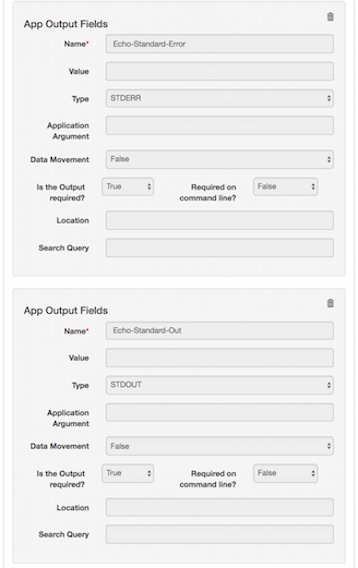 App Output Fields
Name* Echo-Standard-Error
Value
Type STDERR
Application
Argument
Data Movement False
Is the Output True Required on False
required? command line?
Location
Search Query
App Output Fields
Name* Echo-Standard-Out
Value
Type STDOUT
Application
Argument
Data Movement False
Is the Output True Required on False
required? command line?
Location
Search Query